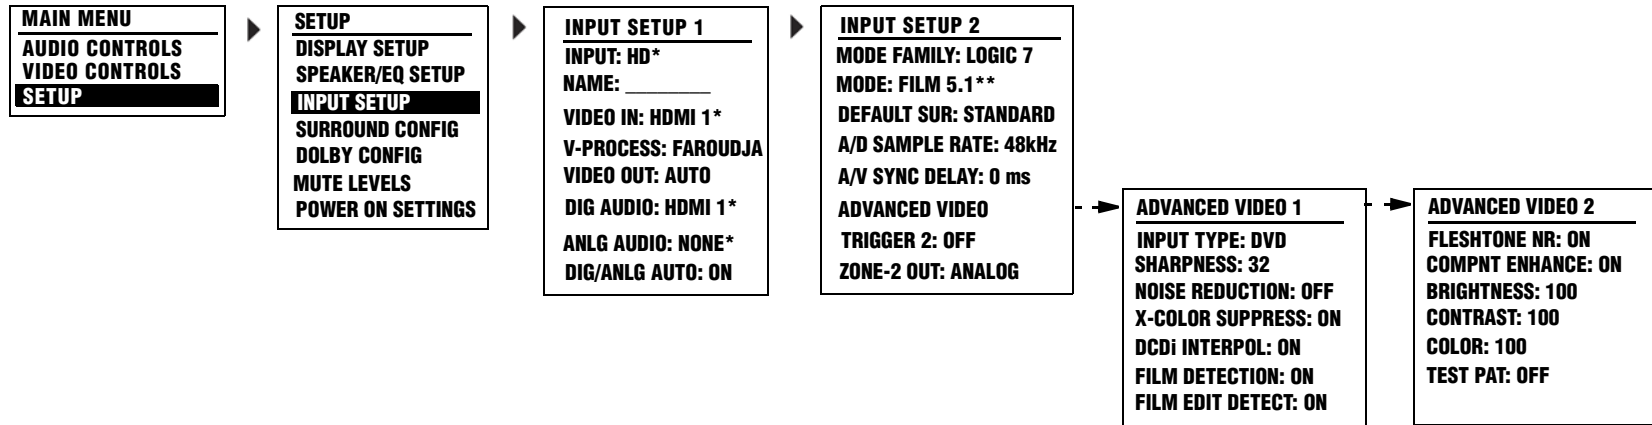 MAIN MENU
AUDIO CONTROLS
VIDEO CONTROLS
SETUP
SETUP
DISPLAY SETUP
SPEAKER/EQ SETUP
INPUT SETUP
SURROUND CONFIG
DOLBY CONFIG
MUTE LEVELS
POWER ON SETTINGS
INPUT SETUP 1
INPUT: HD*
NAME: ________
VIDEO IN: HDMI 1*
V-PROCESS: FAROUDJA
VIDEO OUT: AUTO
DIG AUDIO: HDMI 1*
ANLG AUDIO: NONE*
DIG/ANLG AUTO: ON
INPUT SETUP 2
MODE FAMILY: LOGIC 7
MODE: FILM 5.1**
DEFAULT SUR: STANDARD
A/D SAMPLE RATE: 48kHz
A/V SYNC DELAY: 0 ms
ADVANCED VIDEO
TRIGGER 2: OFF
ZONE-2 OUT: ANALOG
ADVANCED VIDEO 1
INPUT TYPE: DVD
SHARPNESS: 32
NOISE REDUCTION: OFF
X-COLOR SUPPRESS: ON
DCDi INTERPOL: ON
FILM DETECTION: ON
FILM EDIT DETECT: ON
ADVANCED VIDEO 2
FLESHTONE NR: ON
COMPNT ENHANCE: ON
BRIGHTNESS: 100
CONTRAST: 100
COLOR: 100
TEST PAT: OFF